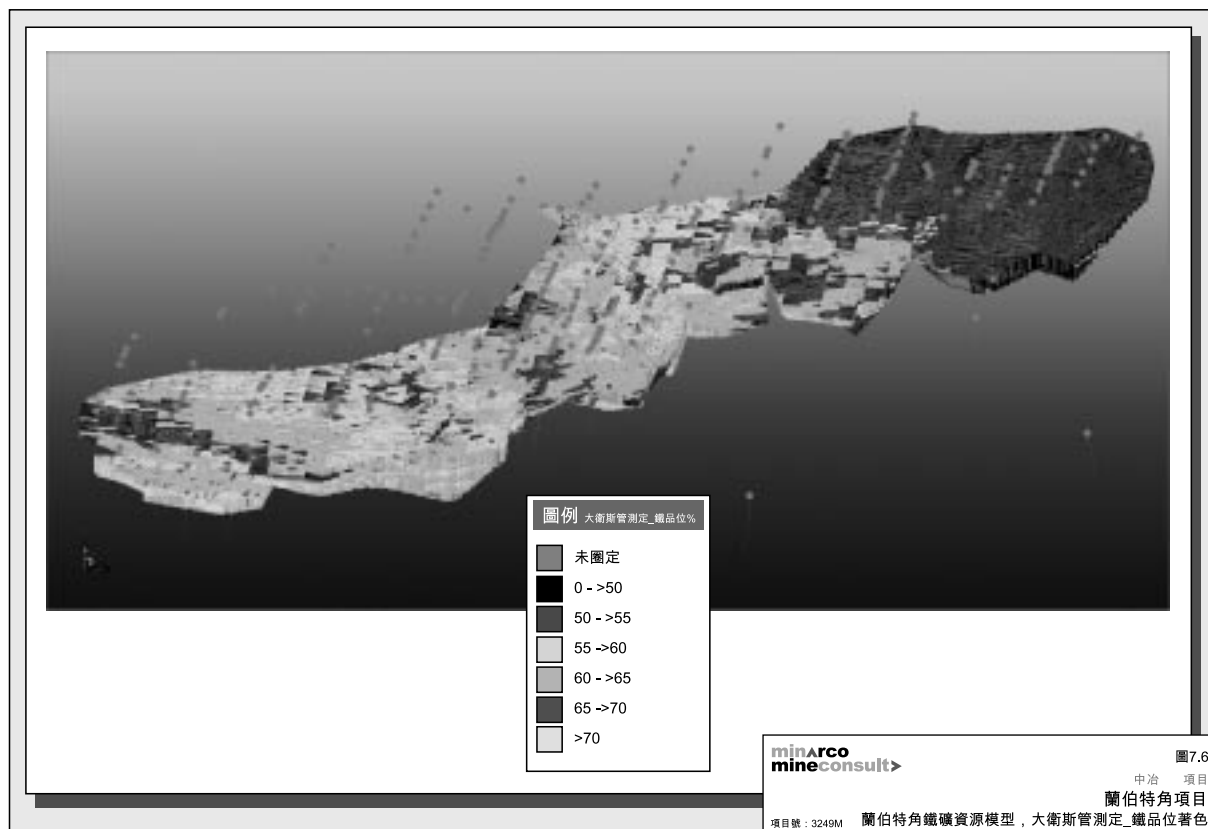 圖例 大衛斯管測定_鐵品位%
未圈定
0 - >50
50 - >55
55 ->60
60 - >65
65 ->70
>70
minarco
mineconsult>
圖7.6
中冶 項目
蘭伯特角項目
項目號：3249M 蘭伯特角鐵礦資源模型，大衛斯管測定_鐵品位著色